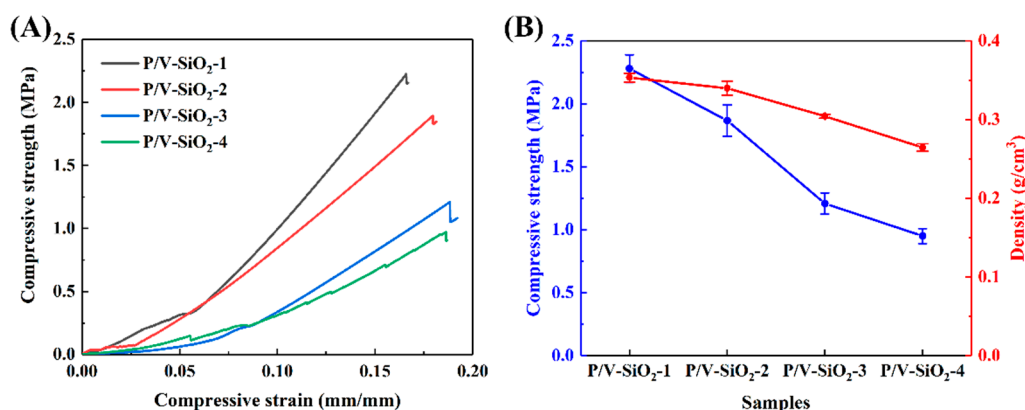 (A)
Compressive strength (MPa)
2.5
2.0
1.5
1.0
0.5
0.0
P/V-SiO₂-1
P/V-SiO₂-2
P/V-SiO₂-3
P/V-SiO₂-4
0.00 0.05 0.10 0.15 0.20
Compressive strain (mm/mm)
(B)
Compressive strength (MPa)
2.5
2.0
1.5
1.0
0.5
0.0
0.4
0.3
0.2
0.1
0.0
Density (g/cm³)
P/V-SiO₂-1 P/V-SiO₂-2 P/V-SiO₂-3 P/V-SiO₂-4
Samples